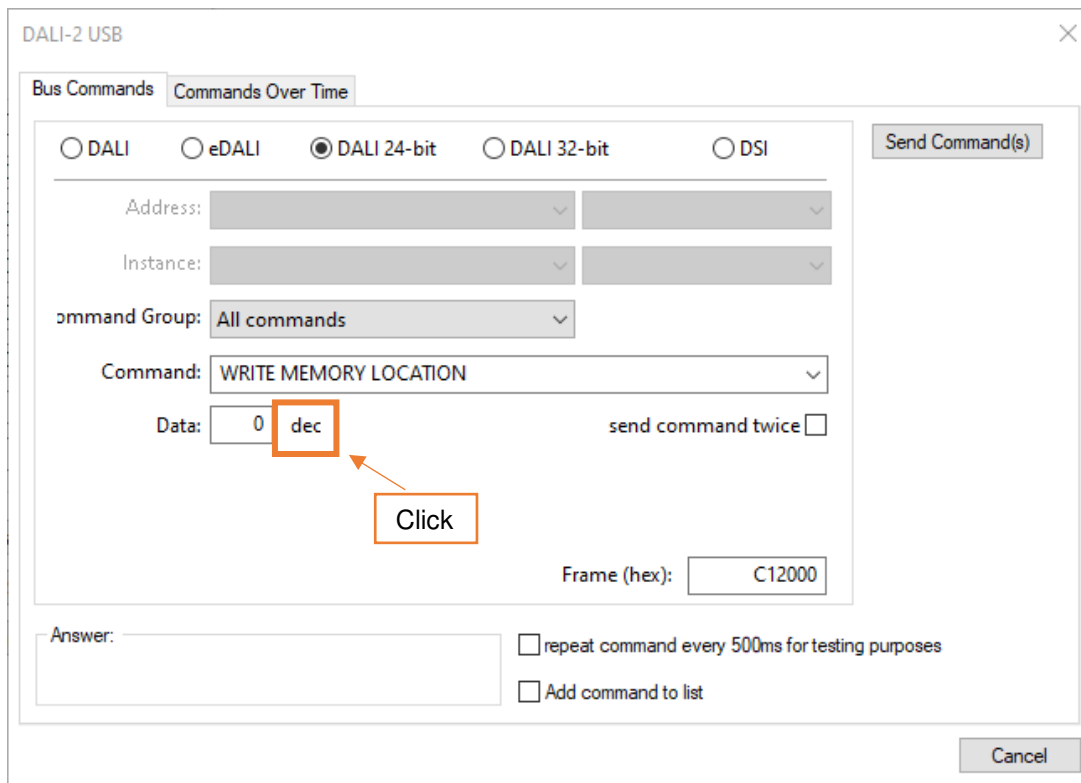 DALI-2 USB
Bus Commands Commands Over Time
DALI eDALI DALI 24-bit DALI 32-bit DSI Send Command(s)
Address:
Instance:
ommand Group: All commands
Command: WRITE MEMORY LOCATION
Data: 0 dec send command twice
Click
Frame (hex): C12000
Answer: repeat command every 500ms for testing purposes
Add command to list
Cancel